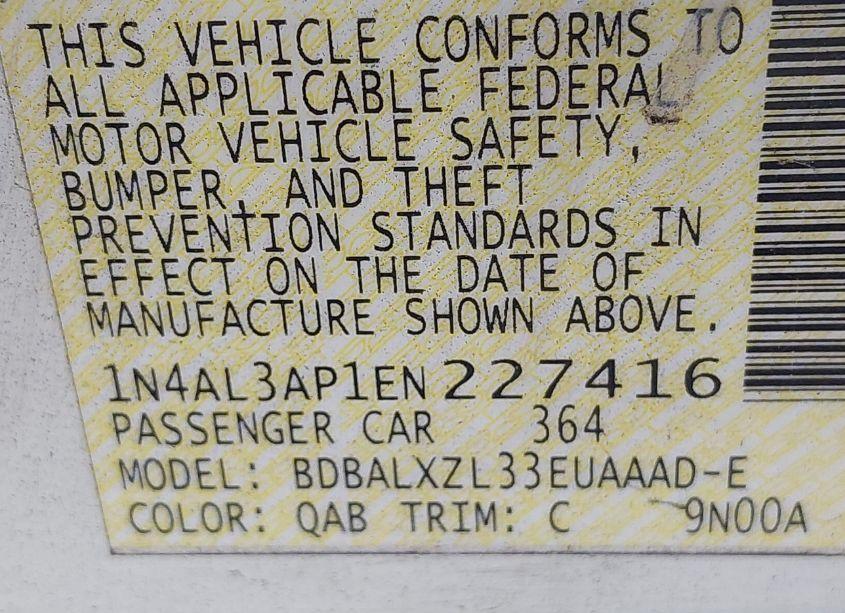 THIS VEHICLE CONFORMS TO
ALL APPLICABLE FEDERAL
MOTOR VEHICLE SAFETY,
BUMPER, AND THEFT
PREVENTION STANDARDS IN
EFFECT ON THE DATE OF
MANUFACTURE SHOWN ABOVE.
1N4AL3AP1EN227416
PASSENGER CAR 364
MODEL: BDBALXZL33EUAAAD-E
COLOR: QAB TRIM: C 9N00A